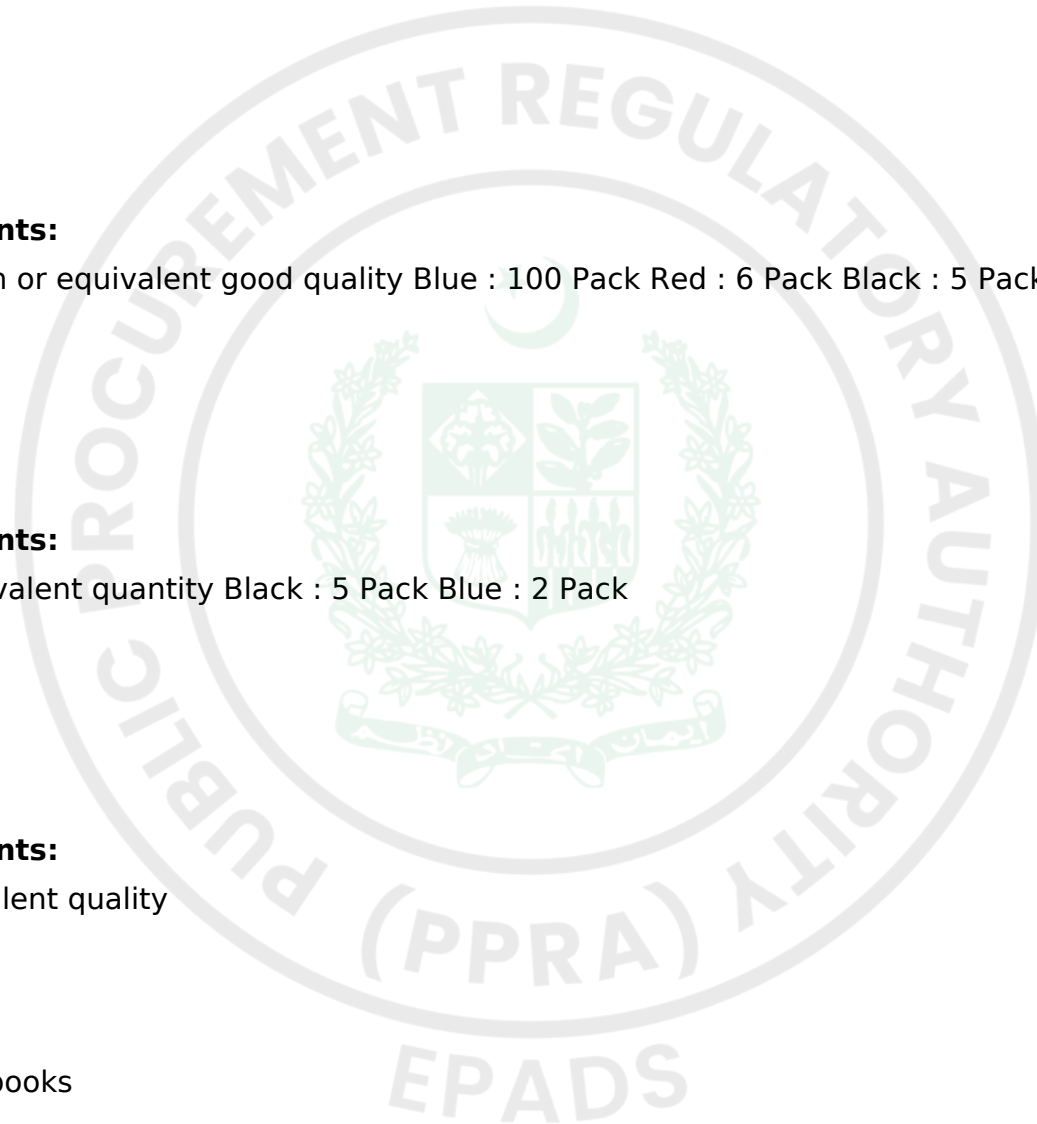 PUBLIC PROCUREMENT REGULATORY AUTHORITY
nts:
or equivalent good quality Blue : 100 Pack Red : 6 Pack Black : 5 Pack
nts:
valent quantity Black : 5 Pack Blue : 2 Pack
nts:
lent quality
(PPRA)
EPADS
ooks